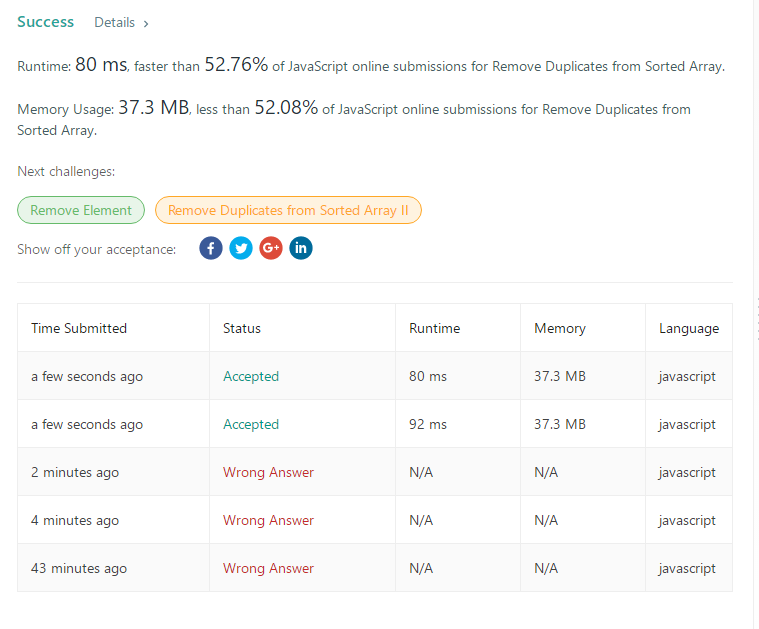 Success Details ›
Runtime: 80 ms, faster than 52.76% of JavaScript online submissions for Remove Duplicates from Sorted Array.
Memory Usage: 37.3 MB, less than 52.08% of JavaScript online submissions for Remove Duplicates from
Sorted Array.
Next challenges:
Remove Element Remove Duplicates from Sorted Array II
Show off your acceptance: f G+ in
Time Submitted Status Runtime Memory Language
a few seconds ago Accepted 80 ms 37.3 MB javascript
a few seconds ago Accepted 92 ms 37.3 MB javascript
2 minutes ago Wrong Answer N/A N/A javascript
4 minutes ago Wrong Answer N/A N/A javascript
43 minutes ago Wrong Answer N/A N/A javascript